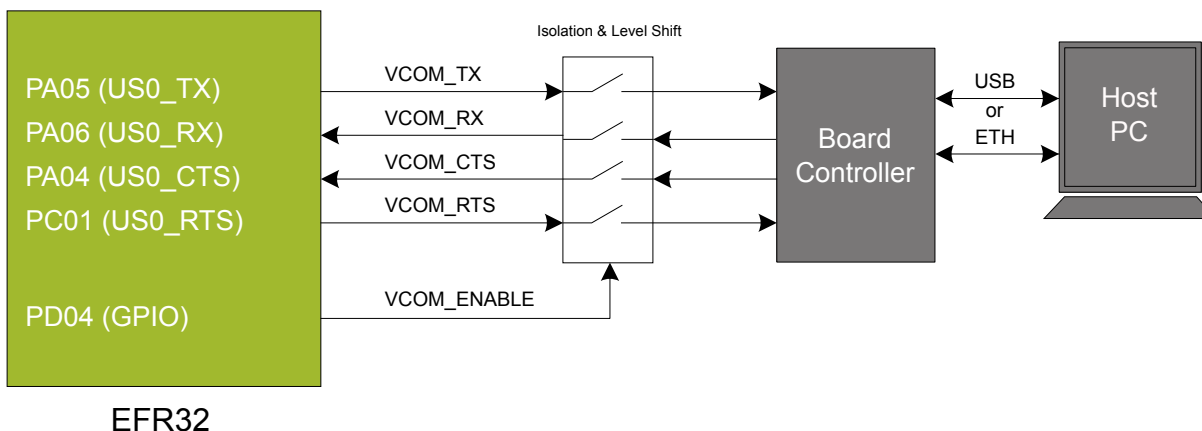 Isolation & Level Shift
PA05 (US0_TX)
PA06 (US0_RX)
PA04 (US0_CTS)
PC01 (US0_RTS)
PD04 (GPIO)
EFR32
VCOM_TX
VCOM_RX
VCOM_CTS
VCOM_RTS
VCOM_ENABLE
Board
Controller
USB
or
ETH
Host
PC